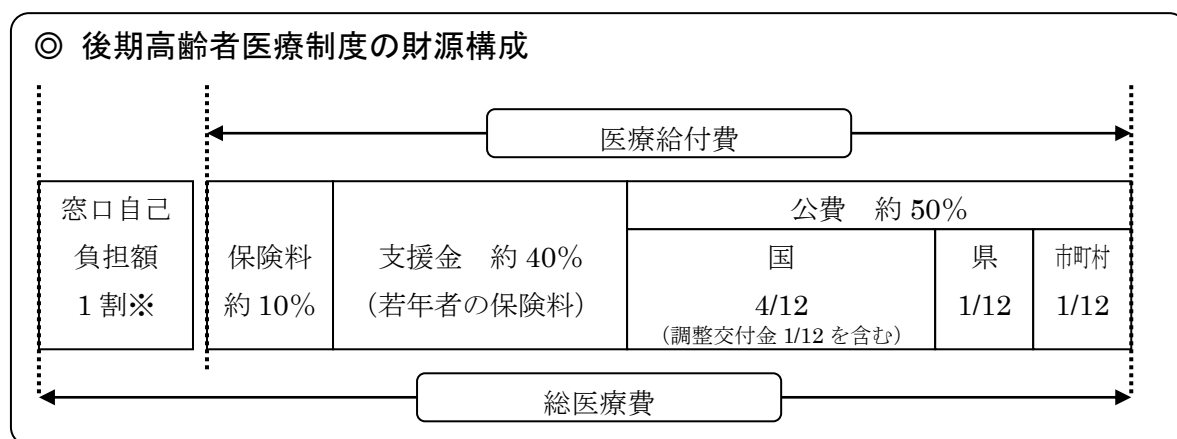 ◎ 後期高齢者医療制度の財源構成
医療給付費
窓口自己
負担額
1割※
保険料
約10%
支援金 約40%
（若年者の保険料）
公費 約50%
国
4/12
（調整交付金1/12を含む）
県
1/12
市町村
1/12
総医療費